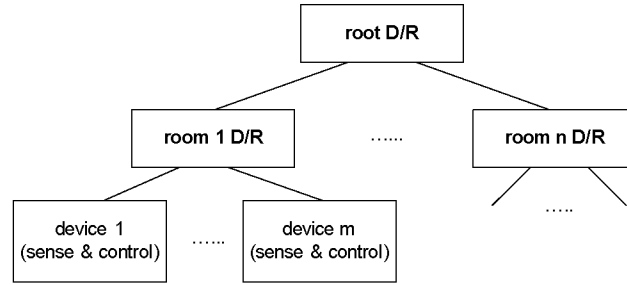 root D/R
room 1 D/R
......
room n D/R
device 1
(sense & control)
......
device m
(sense & control)
.....